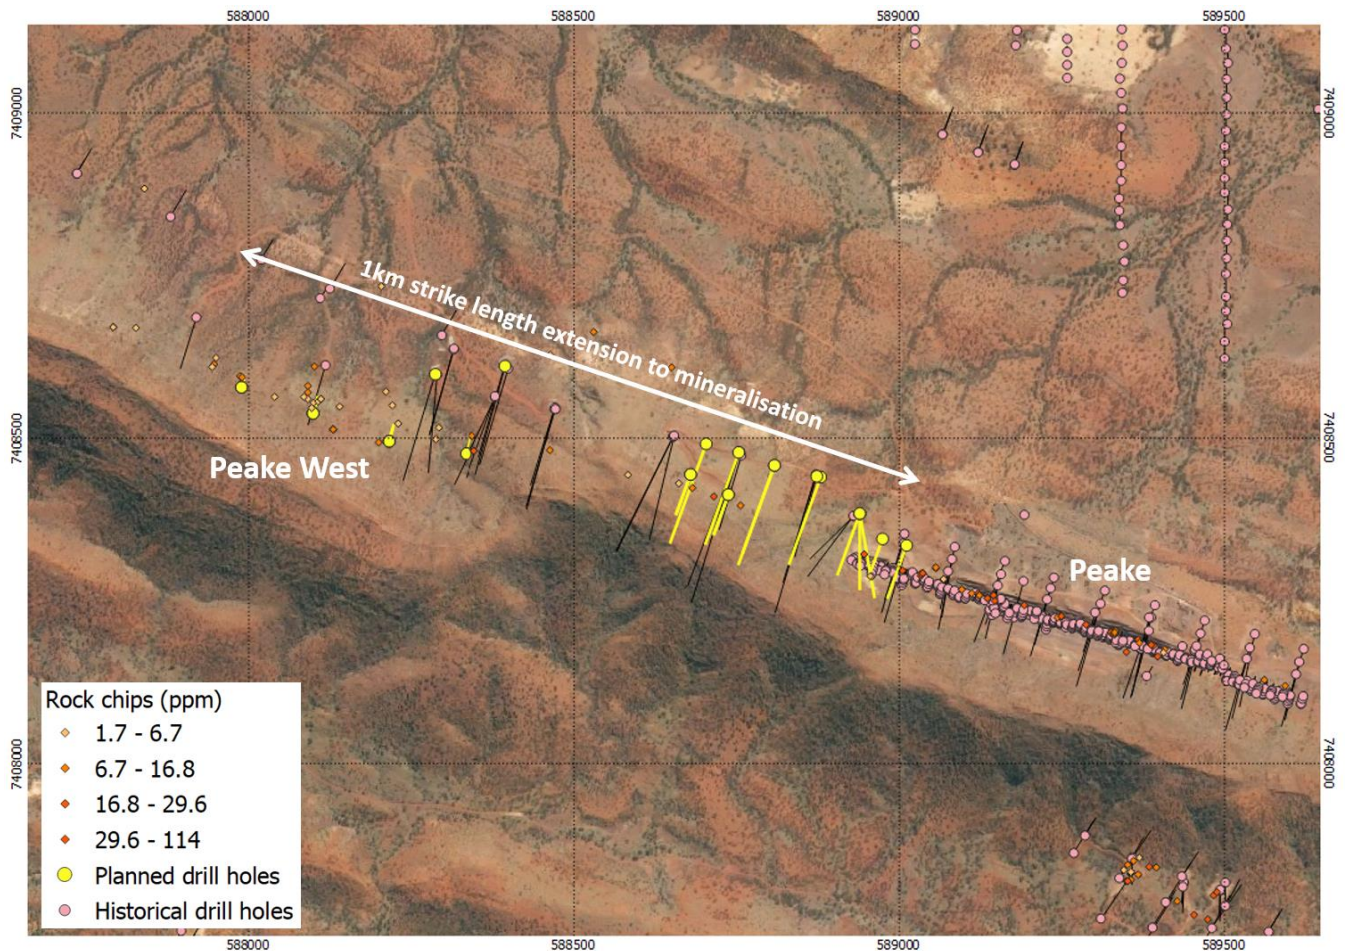 588000
588500
589000
589500
7409000
7409000
1km strike length extension to mineralisation
7408500
7408500
Peake West
Peake
7408000
7408000
Rock chips (ppm)
1.7 - 6.7
6.7 - 16.8
16.8 - 29.6
29.6 - 114
Planned drill holes
Historical drill holes
588000
588500
589000
589500